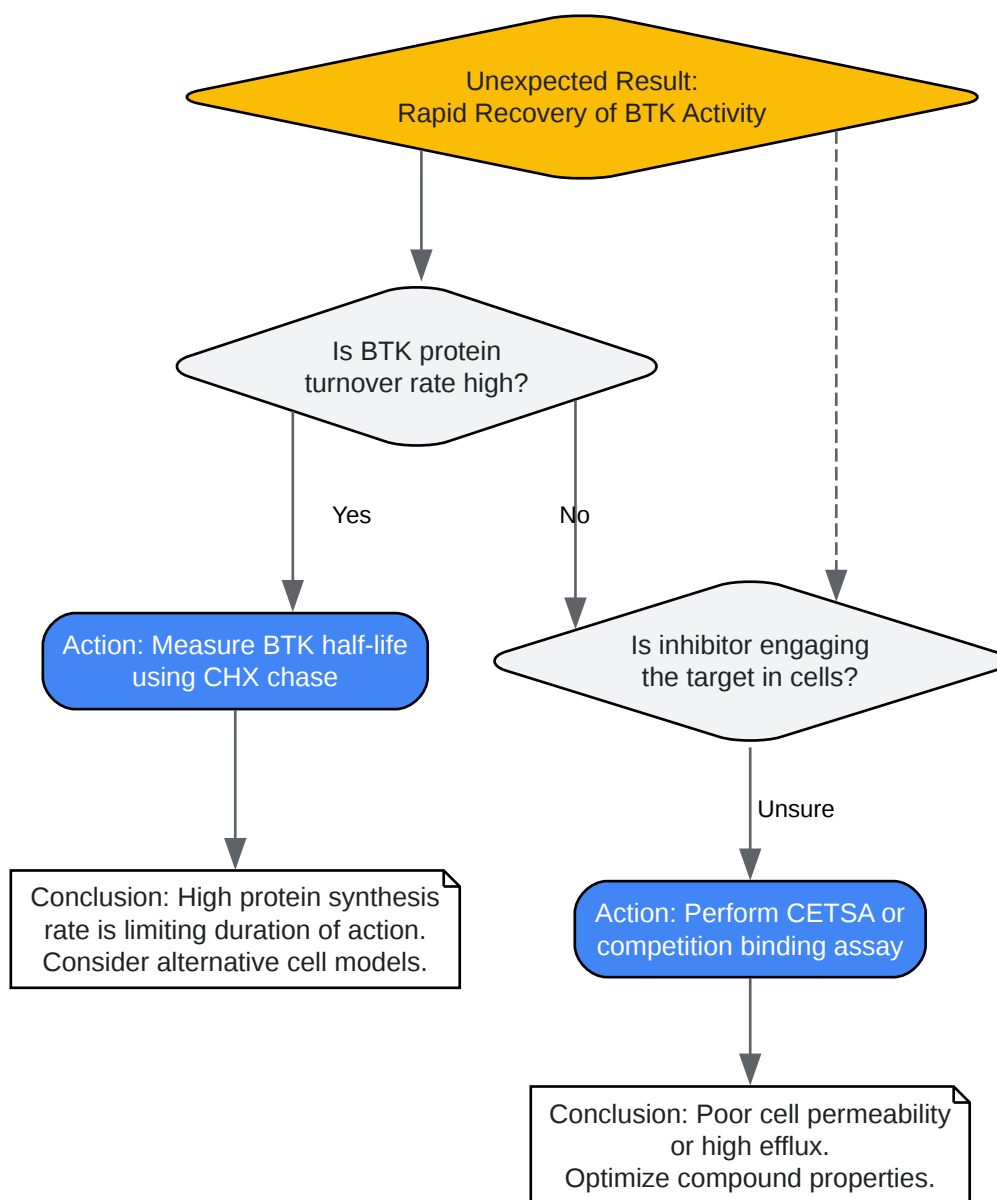 Unexpected Result:
Rapid Recovery of BTK Activity
Is BTK protein
turnover rate high?
Yes
No
Action: Measure BTK half-life
using CHX chase
Is inhibitor engaging
the target in cells?
Unsure
Conclusion: High protein synthesis
rate is limiting duration of action.
Consider alternative cell models.
Action: Perform CETSA or
competition binding assay
Conclusion: Poor cell permeability
or high efflux.
Optimize compound properties.